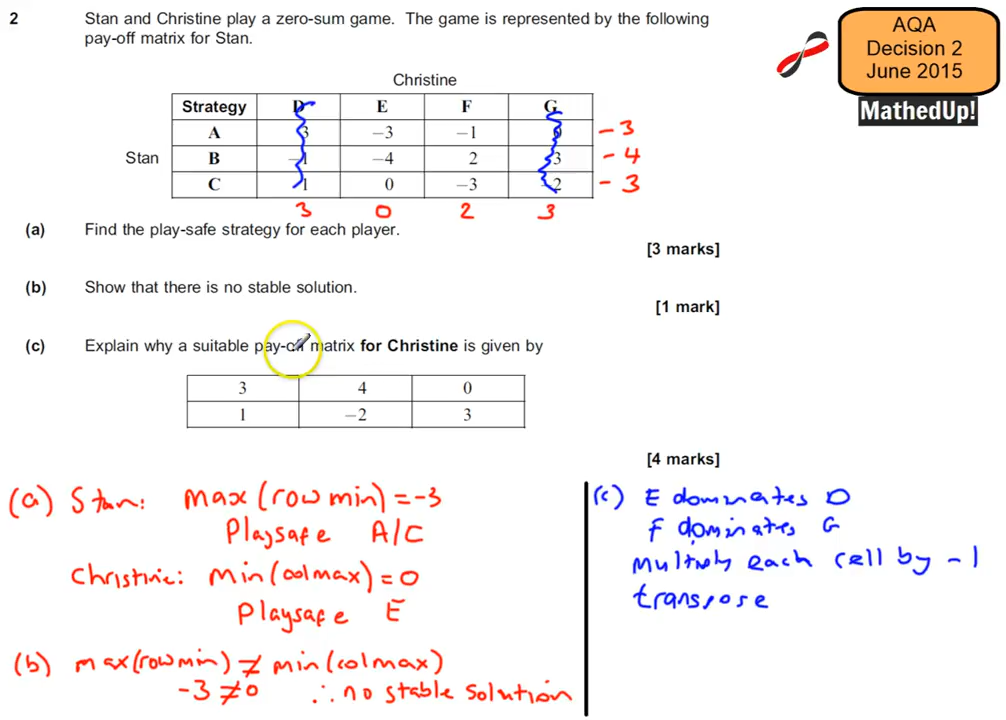 2 Stan and Christine play a zero-sum game. The game is represented by the following
pay-off matrix for Stan.
AQA
Decision 2
June 2015
MathedUp!
Christine
Strategy D E F G
A 3 −3 −1 0 −3
Stan B −1 −4 2 3 −4
C 1 0 −3 −2 −3
3 0 2 3
(a) Find the play-safe strategy for each player.
[3 marks]
(b) Show that there is no stable solution.
[1 mark]
(c) Explain why a suitable pay-off matrix for Christine is given by
3 4 0
1 −2 3
[4 marks]
(a) Stan: max(row min) = -3
Playsafe A/C
Christine: min(colmax) = 0
Playsafe E
(b) max(row min) ≠ min(colmax)
-3 ≠ 0 ∴ no stable solution
(c) E dominates D
F dominates G
Multiply each cell by -1
transpose